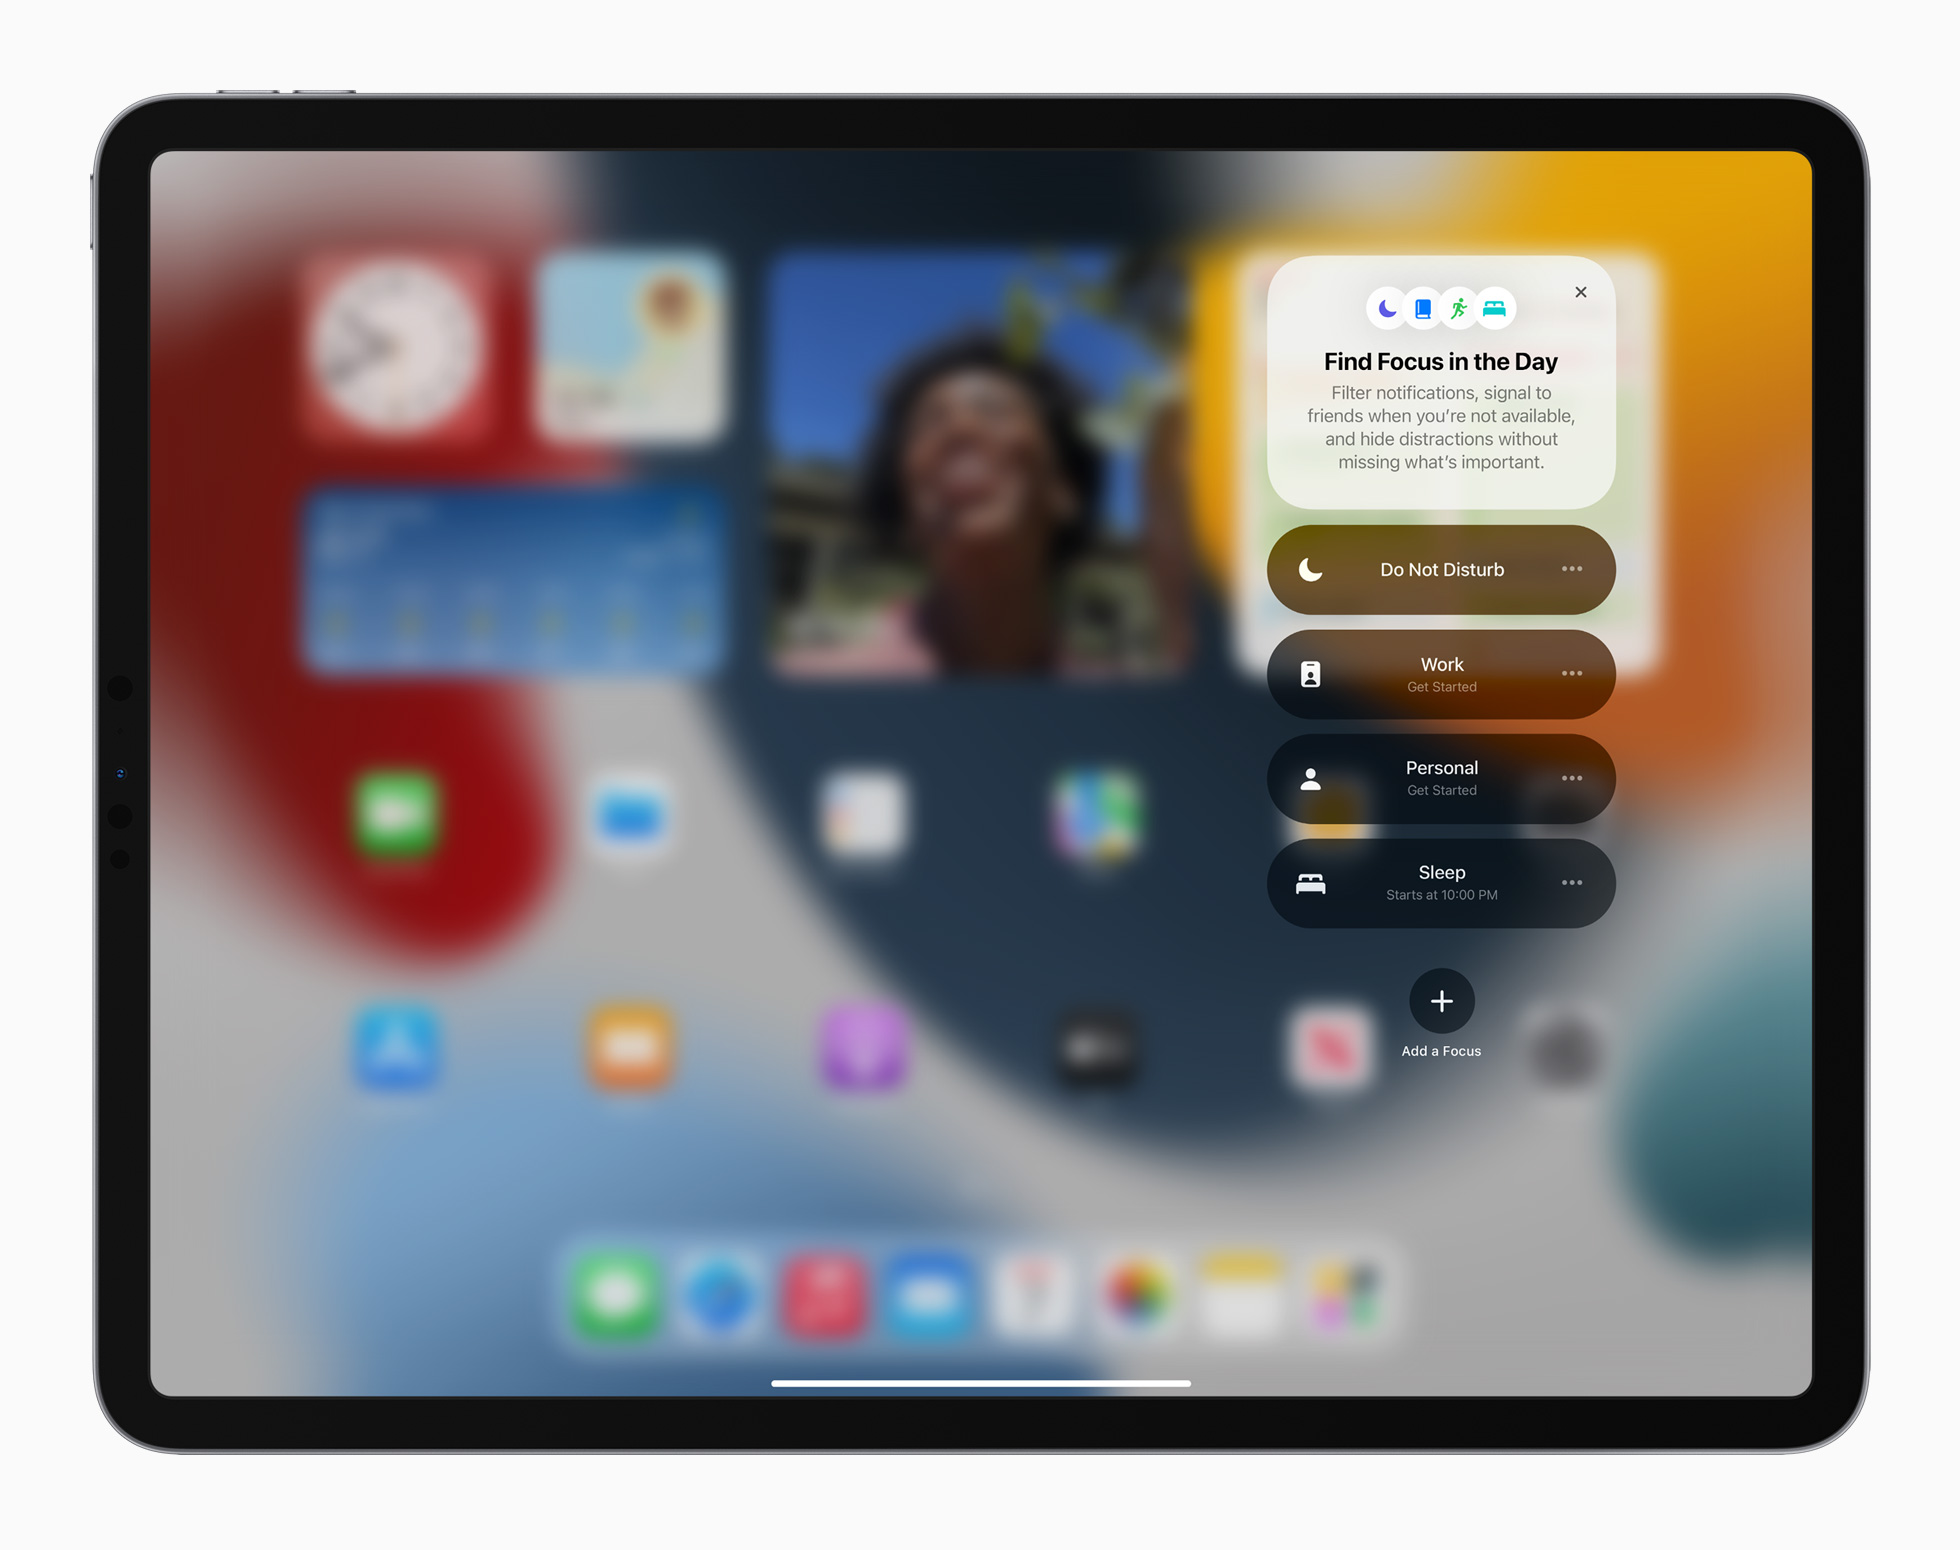 Find Focus in the Day
Filter notifications, signal to
friends when you’re not available,
and hide distractions without
missing what’s important.
Do Not Disturb
Work
Get Started
Personal
Get Started
Sleep
Starts at 10:00 PM
Add a Focus